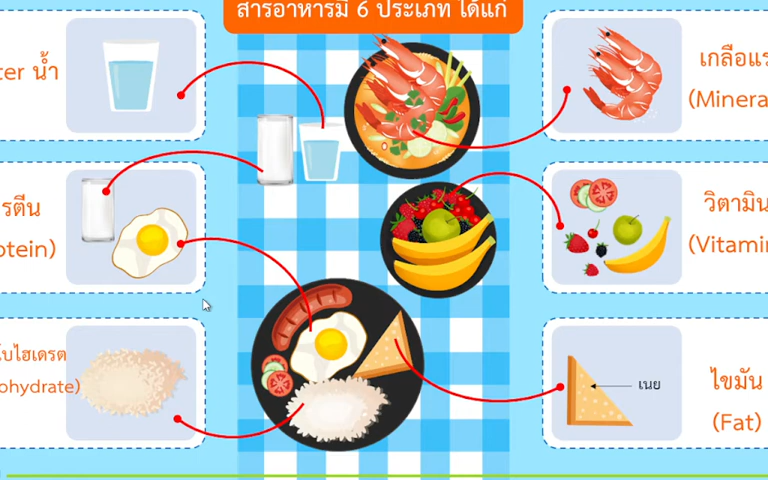 สารอาหารมี 6 ประเภท ได้แก่
ter น้ำ
รตีน
otein)
โบไฮเดรต
ohydrate)
เกลือแร
(Minera
วิตามิน
(Vitamin
เนย
ไขมัน
(Fat)